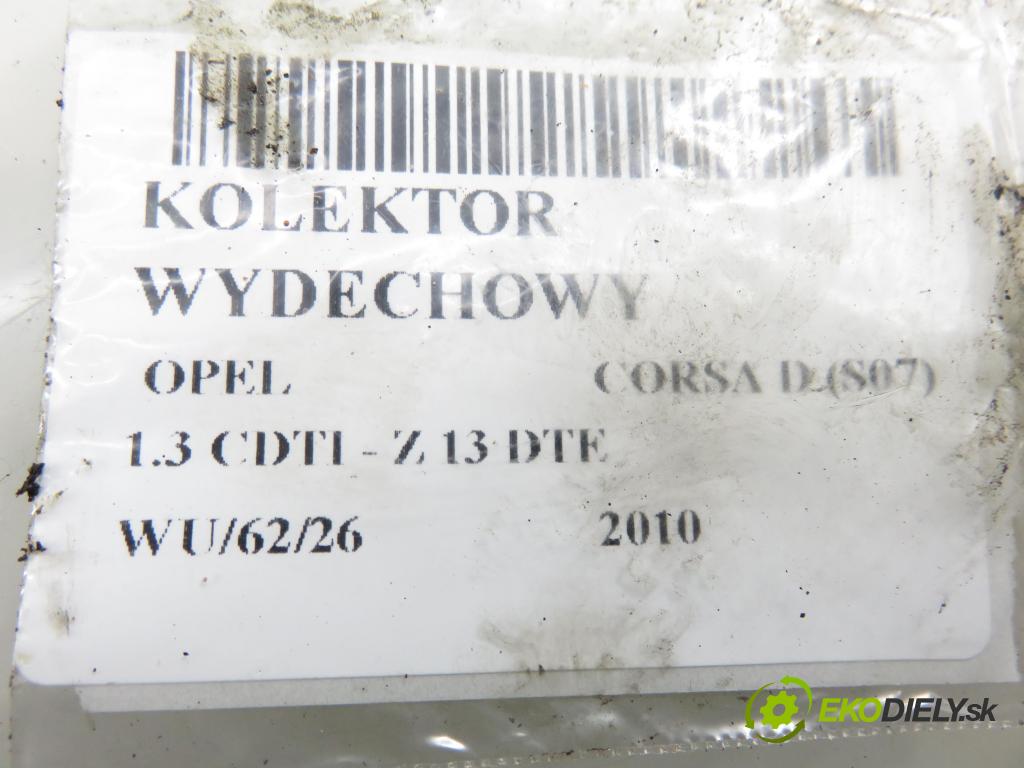 KOLEKTOR
WYDECHOWY
OPEL CORSA D (S07)
1.3 CDTI - Z 13 DTE
WU/62/26 2010
EKODIELY.sk